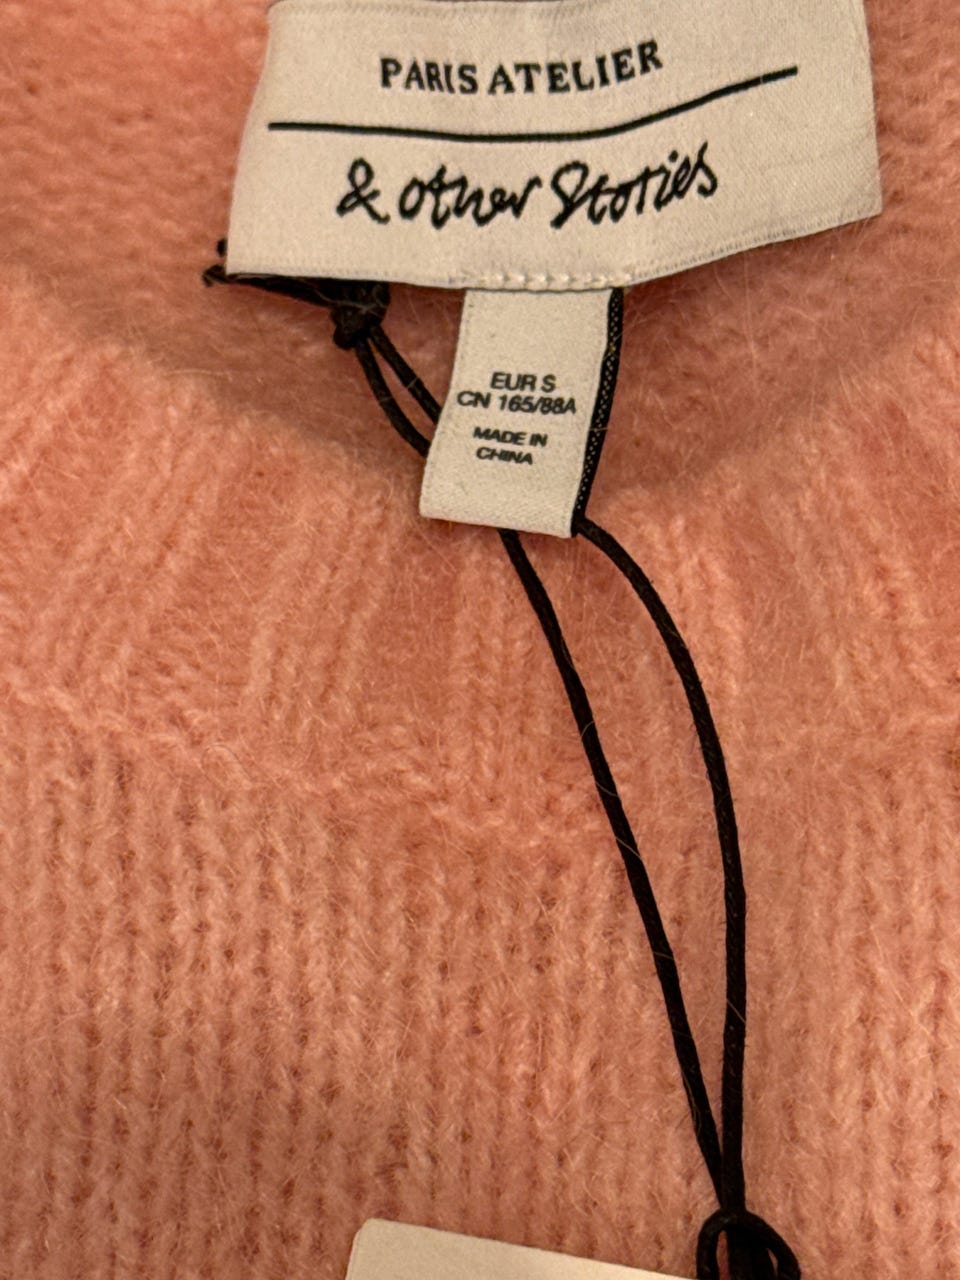 PARIS ATELIER
& other Stories
EUR S
CN 165/88A
MADE IN
CHINA